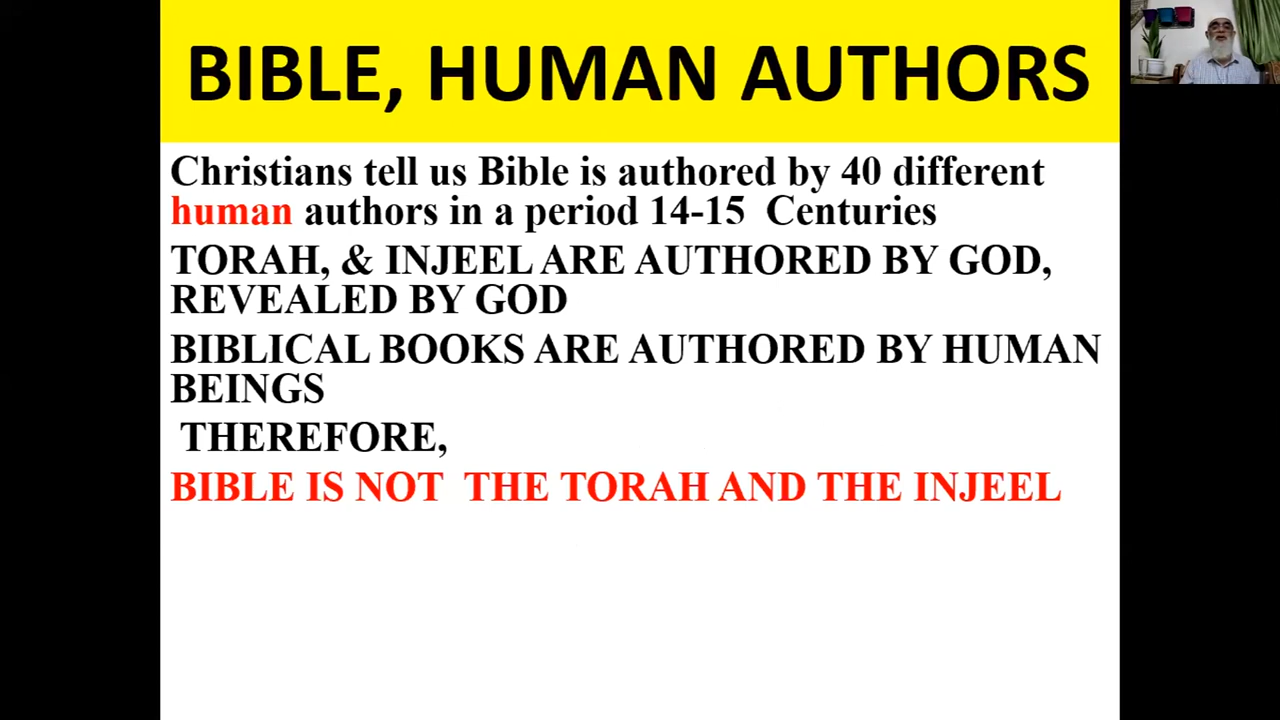 BIBLE, HUMAN AUTHORS
Christians tell us Bible is authored by 40 different
human authors in a period 14-15 Centuries
TORAH, & INJEEL ARE AUTHORED BY GOD,
REVEALED BY GOD
BIBLICAL BOOKS ARE AUTHORED BY HUMAN
BEINGS
THEREFORE,
BIBLE IS NOT THE TORAH AND THE INJEEL